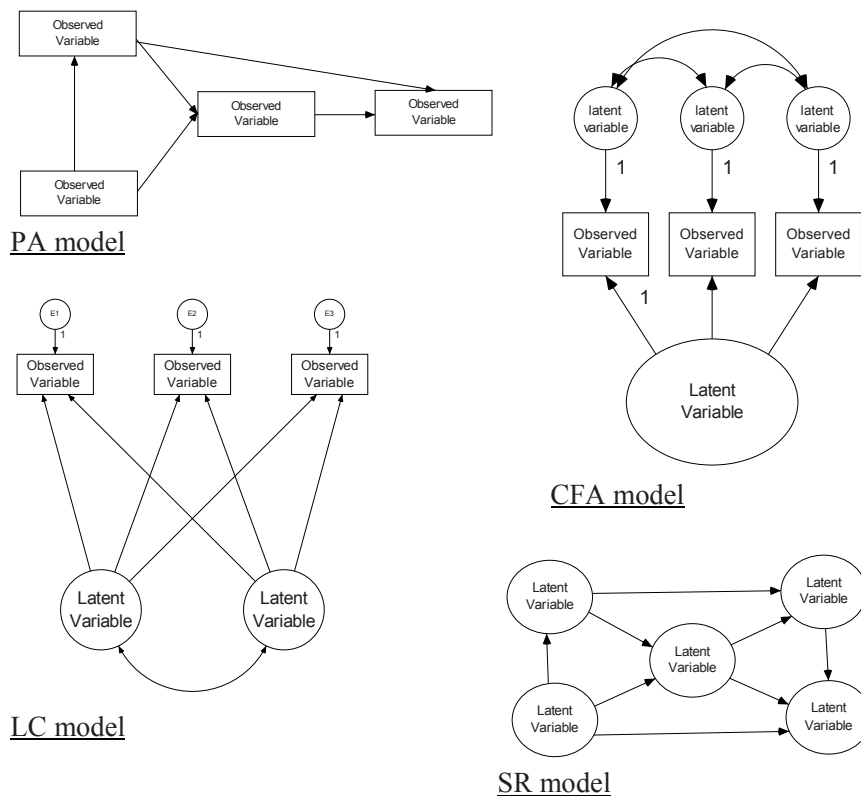 Observed
Variable
Observed
Variable
Observed
Variable
Observed
Variable
PA model
latent
variable
latent
variable
latent
variable
1
1
1
Observed
Variable
Observed
Variable
Observed
Variable
1
Latent
Variable
CFA model
E1
E2
E3
1
1
1
Observed
Variable
Observed
Variable
Observed
Variable
Latent
Variable
Latent
Variable
LC model
Latent
Variable
Latent
Variable
Latent
Variable
Latent
Variable
Latent
Variable
SR model